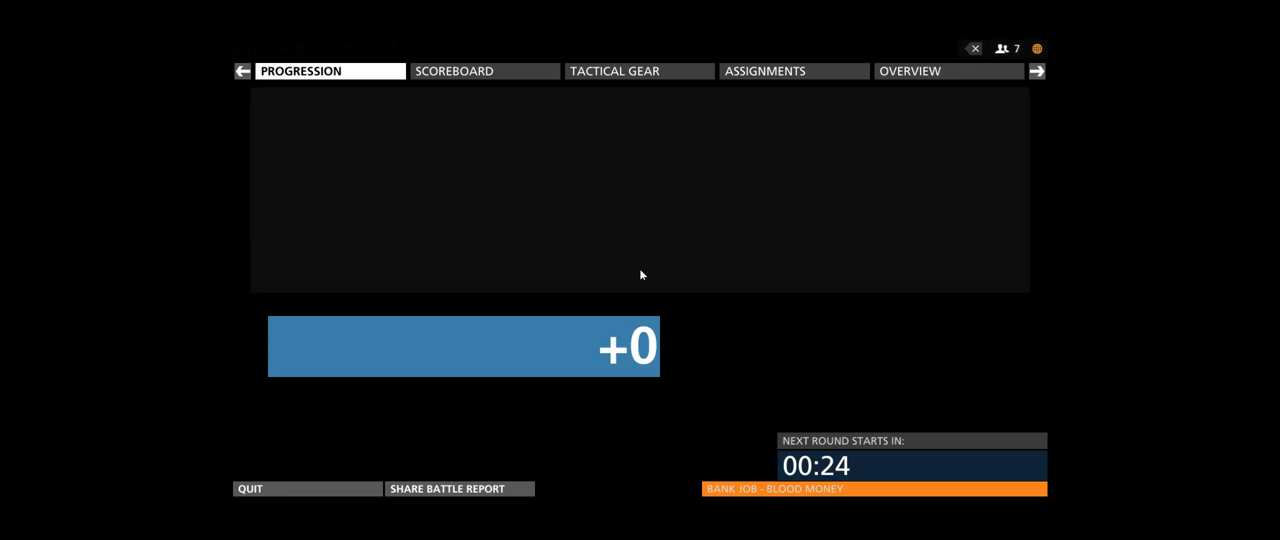 7
PROGRESSION
SCOREBOARD
TACTICAL GEAR
ASSIGNMENTS
OVERVIEW
+0
NEXT ROUND STARTS IN:
00:24
QUIT
SHARE BATTLE REPORT
BANK JOB - BLOOD MONEY